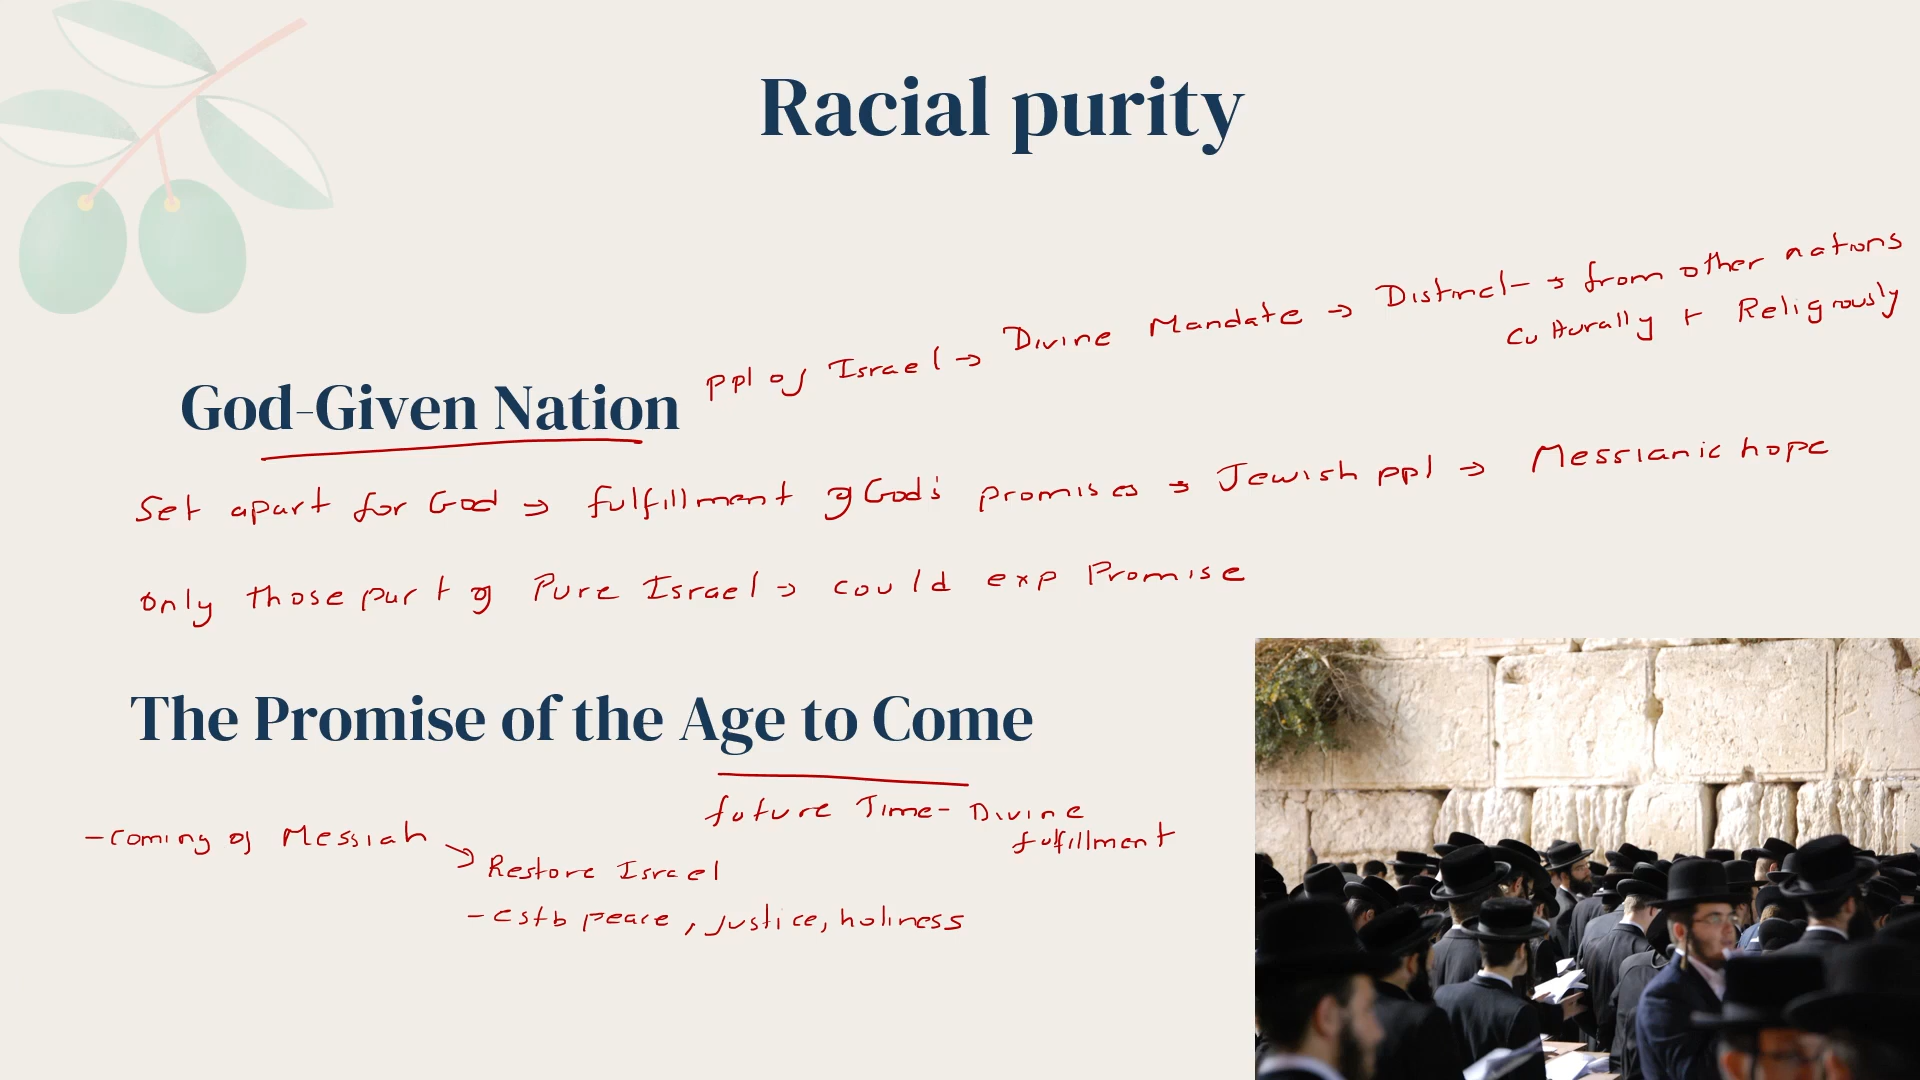 Racial purity
God-Given Nation
ppl of Israel → Divine Mandate → Distinct → from other nations
Culturally + Religiously
Set apart for God → fulfillment of God's promises → Jewish ppl → Messianic hope
only those part of Pure Israel → could exp Promise
The Promise of the Age to Come
future Time - Divine
fulfillment
- coming of Messiah →
Restore Israel
- estb peace, justice, holiness